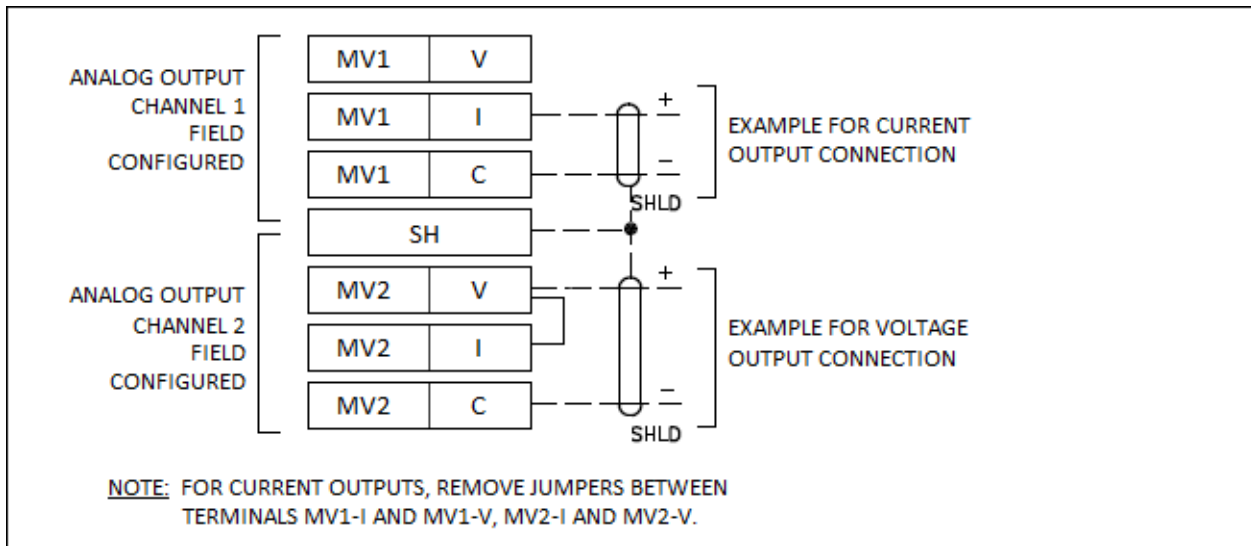 ANALOG OUTPUT
CHANNEL 1
FIELD
CONFIGURED
MV1 V
MV1 I
MV1 C
+
−
SHLD
EXAMPLE FOR CURRENT
OUTPUT CONNECTION
SH
ANALOG OUTPUT
CHANNEL 2
FIELD
CONFIGURED
MV2 V
MV2 I
MV2 C
+
−
SHLD
EXAMPLE FOR VOLTAGE
OUTPUT CONNECTION
NOTE: FOR CURRENT OUTPUTS, REMOVE JUMPERS BETWEEN
TERMINALS MV1-I AND MV1-V, MV2-I AND MV2-V.